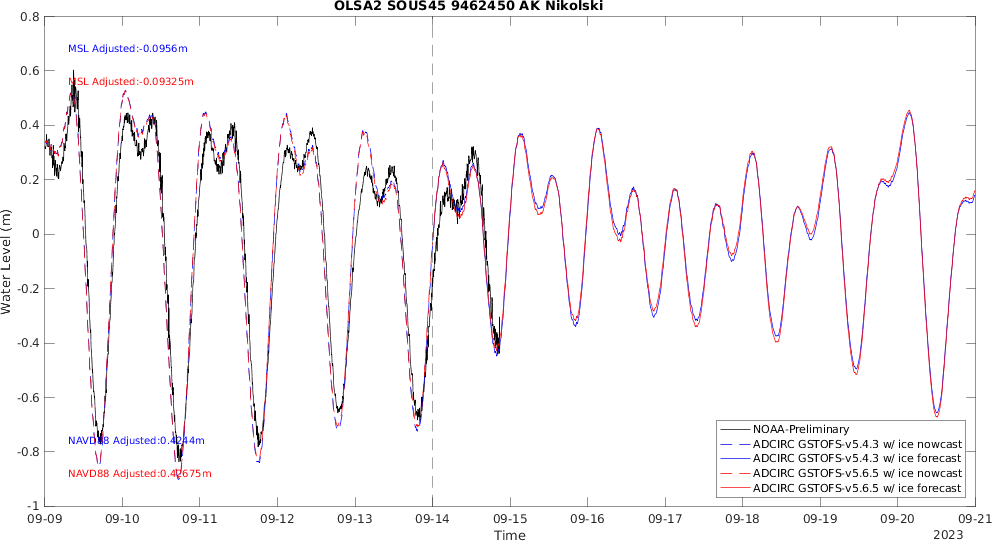 OLSA2 SOUS45 9462450 AK Nikolski
0.8
0.6
0.4
0.2
0
-0.2
-0.4
-0.6
-0.8
-1
Water Level (m)
MSL Adjusted:-0.0956m
MSL Adjusted:-0.09325m
NAVD88 Adjusted:0.4244m
NAVD88 Adjusted:0.42675m
NOAA-Preliminary
ADCIRC GSTOFS-v5.4.3 w/ ice nowcast
ADCIRC GSTOFS-v5.4.3 w/ ice forecast
ADCIRC GSTOFS-v5.6.5 w/ ice nowcast
ADCIRC GSTOFS-v5.6.5 w/ ice forecast
09-09 09-10 09-11 09-12 09-13 09-14 09-15 09-16 09-17 09-18 09-19 09-20 09-21
Time
2023